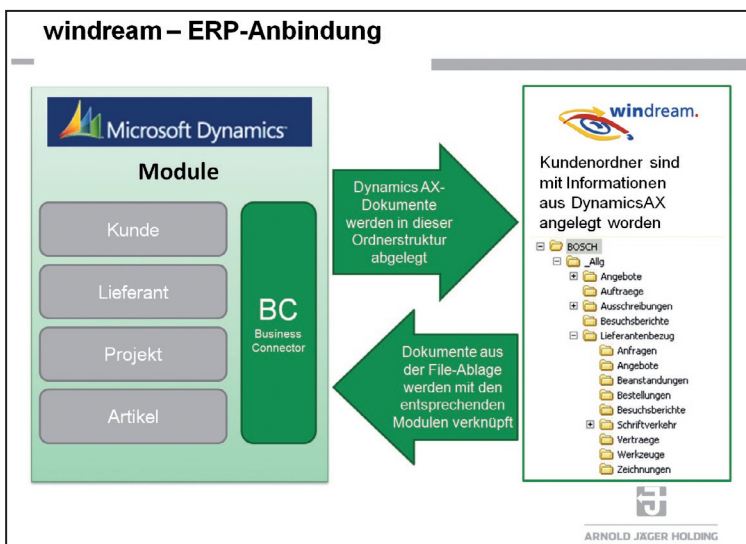 windream – ERP-Anbindung
Microsoft Dynamics
Module
Kunde
Lieferant
Projekt
Artikel
BC
Business
Connector
Dynamics AX-
Dokumente
werden in dieser
Ordnerstruktur
abgelegt
Dokumente aus
der File-Ablage
werden mit den
entsprechenden
Modulen verknüpft
windream.
Kundenordner sind
mit Informationen
aus DynamicsAX
angelegt worden
BOSCH
_Allg
Angebote
Auftraege
Ausschreibungen
Besuchsberichte
Lieferantenbezug
Anfragen
Angebote
Beanstandungen
Bestellungen
Besuchsberichte
Schriftverkehr
Vertraege
Werkzeuge
Zeichnungen
ARNOLD JÄGER HOLDING